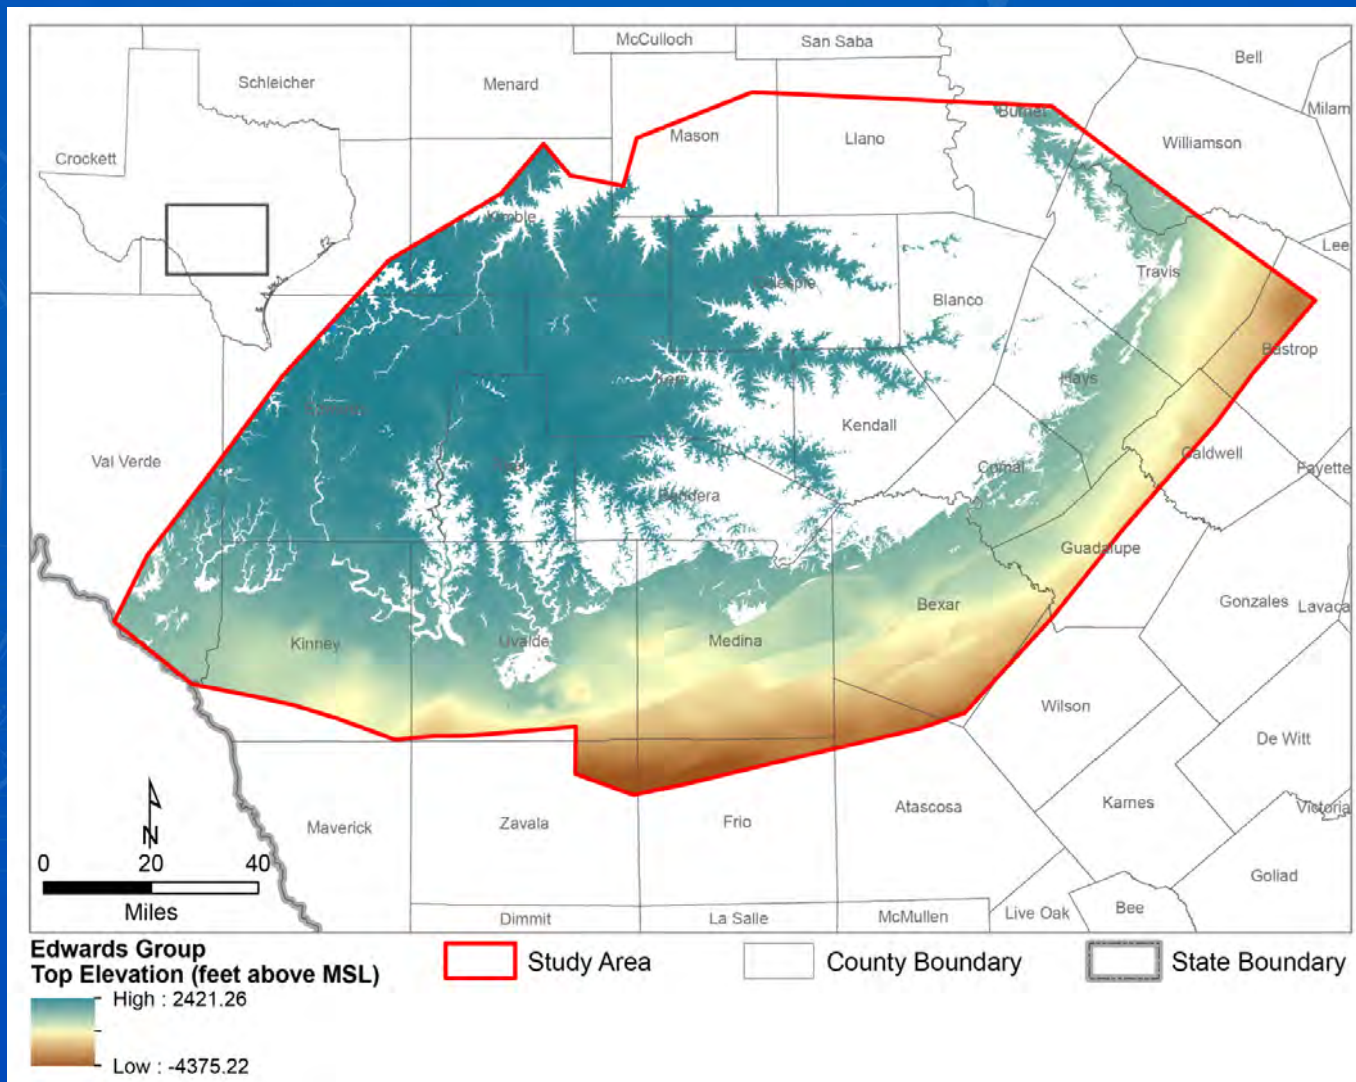 McCulloch
San Saba
Bell
Schleicher
Menard
Milam
Burnet
Mason
Llano
Williamson
Crockett
Kimble
Lee
Travis
Gillespie
Blanco
Bastrop
Kerr
Hays
Edwards
Kendall
Val Verde
Real
Comal
Caldwell
Fayette
Bandera
Guadalupe
Gonzales
Lavaca
Bexar
Kinney
Uvalde
Medina
Wilson
De Witt
Karnes
Victoria
Maverick
Zavala
Frio
Atascosa
Goliad
Dimmit
La Salle
McMullen
Live Oak
Bee
N
0 20 40
Miles
Edwards Group
Top Elevation (feet above MSL)
High : 2421.26
Low : -4375.22
Study Area
County Boundary
State Boundary